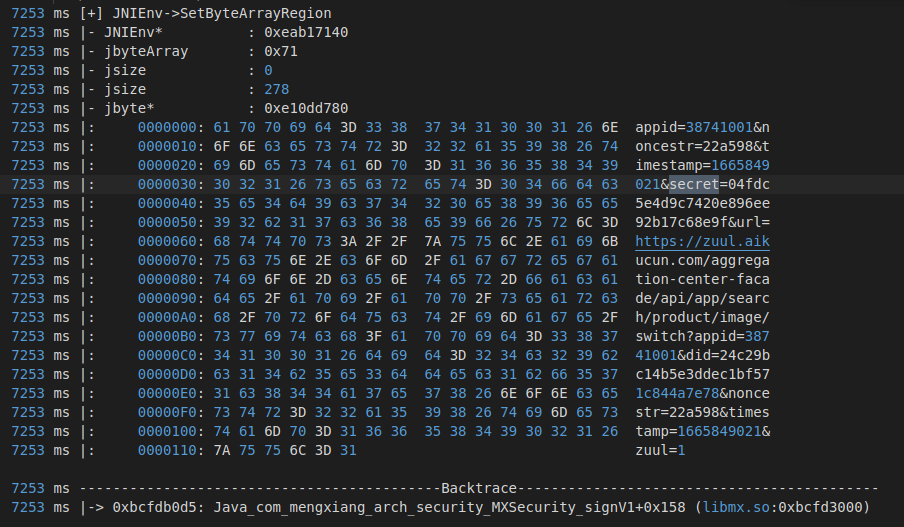 7253 ms [+] JNIEnv->SetByteArrayRegion
7253 ms |- JNIEnv* : 0xeab17140
7253 ms |- jbyteArray : 0x71
7253 ms |- jsize : 0
7253 ms |- jsize : 278
7253 ms |- jbyte* : 0xe10dd780
7253 ms |: 0000000: 61 70 70 69 64 3D 33 38 37 34 31 30 30 31 26 6E appid=38741001&n
7253 ms |: 0000010: 6F 6E 63 65 73 74 72 3D 32 32 61 35 39 38 26 74 oncestr=22a598&t
7253 ms |: 0000020: 69 6D 65 73 74 61 6D 70 3D 31 36 36 35 38 34 39 imestamp=1665849
7253 ms |: 0000030: 30 32 31 26 73 65 63 72 65 74 3D 30 34 66 64 63 021&secret=04fdc
7253 ms |: 0000040: 35 65 34 64 39 63 37 34 32 30 65 38 39 36 65 65 5e4d9c7420e896ee
7253 ms |: 0000050: 39 32 62 31 37 63 36 38 65 39 66 26 75 72 6C 3D 92b17c68e9f&url=
7253 ms |: 0000060: 68 74 74 70 73 3A 2F 2F 7A 75 75 6C 2E 61 69 6B https://zuul.aik
7253 ms |: 0000070: 75 63 75 6E 2E 63 6F 6D 2F 61 67 67 72 65 67 61 ucun.com/aggrega
7253 ms |: 0000080: 74 69 6F 6E 2D 63 65 6E 74 65 72 2D 66 61 63 61 tion-center-faca
7253 ms |: 0000090: 64 65 2F 61 70 69 2F 61 70 70 2F 73 65 61 72 63 de/api/app/searc
7253 ms |: 00000A0: 68 2F 70 72 6F 64 75 63 74 2F 69 6D 61 67 65 2F h/product/image/
7253 ms |: 00000B0: 73 77 69 74 63 68 3F 61 70 70 69 64 3D 33 38 37 switch?appid=387
7253 ms |: 00000C0: 34 31 30 30 31 26 64 69 64 3D 32 34 63 32 39 62 41001&did=24c29b
7253 ms |: 00000D0: 63 31 34 62 35 65 33 64 64 65 63 31 62 66 35 37 c14b5e3ddec1bf57
7253 ms |: 00000E0: 31 63 38 34 34 61 37 65 37 38 26 6E 6F 6E 63 65 1c844a7e78&nonce
7253 ms |: 00000F0: 73 74 72 3D 32 32 61 35 39 38 26 74 69 6D 65 73 str=22a598&times
7253 ms |: 0000100: 74 61 6D 70 3D 31 36 36 35 38 34 39 30 32 31 26 tamp=1665849021&
7253 ms |: 0000110: 7A 75 75 6C 3D 31 zuul=1
7253 ms -------------------------------------------Backtrace-------------------------------------------
7253 ms |-> 0xbcfdb0d5: Java_com_mengxiang_arch_security_MXSecurity_signV1+0x158 (libmx.so:0xbcfd3000)